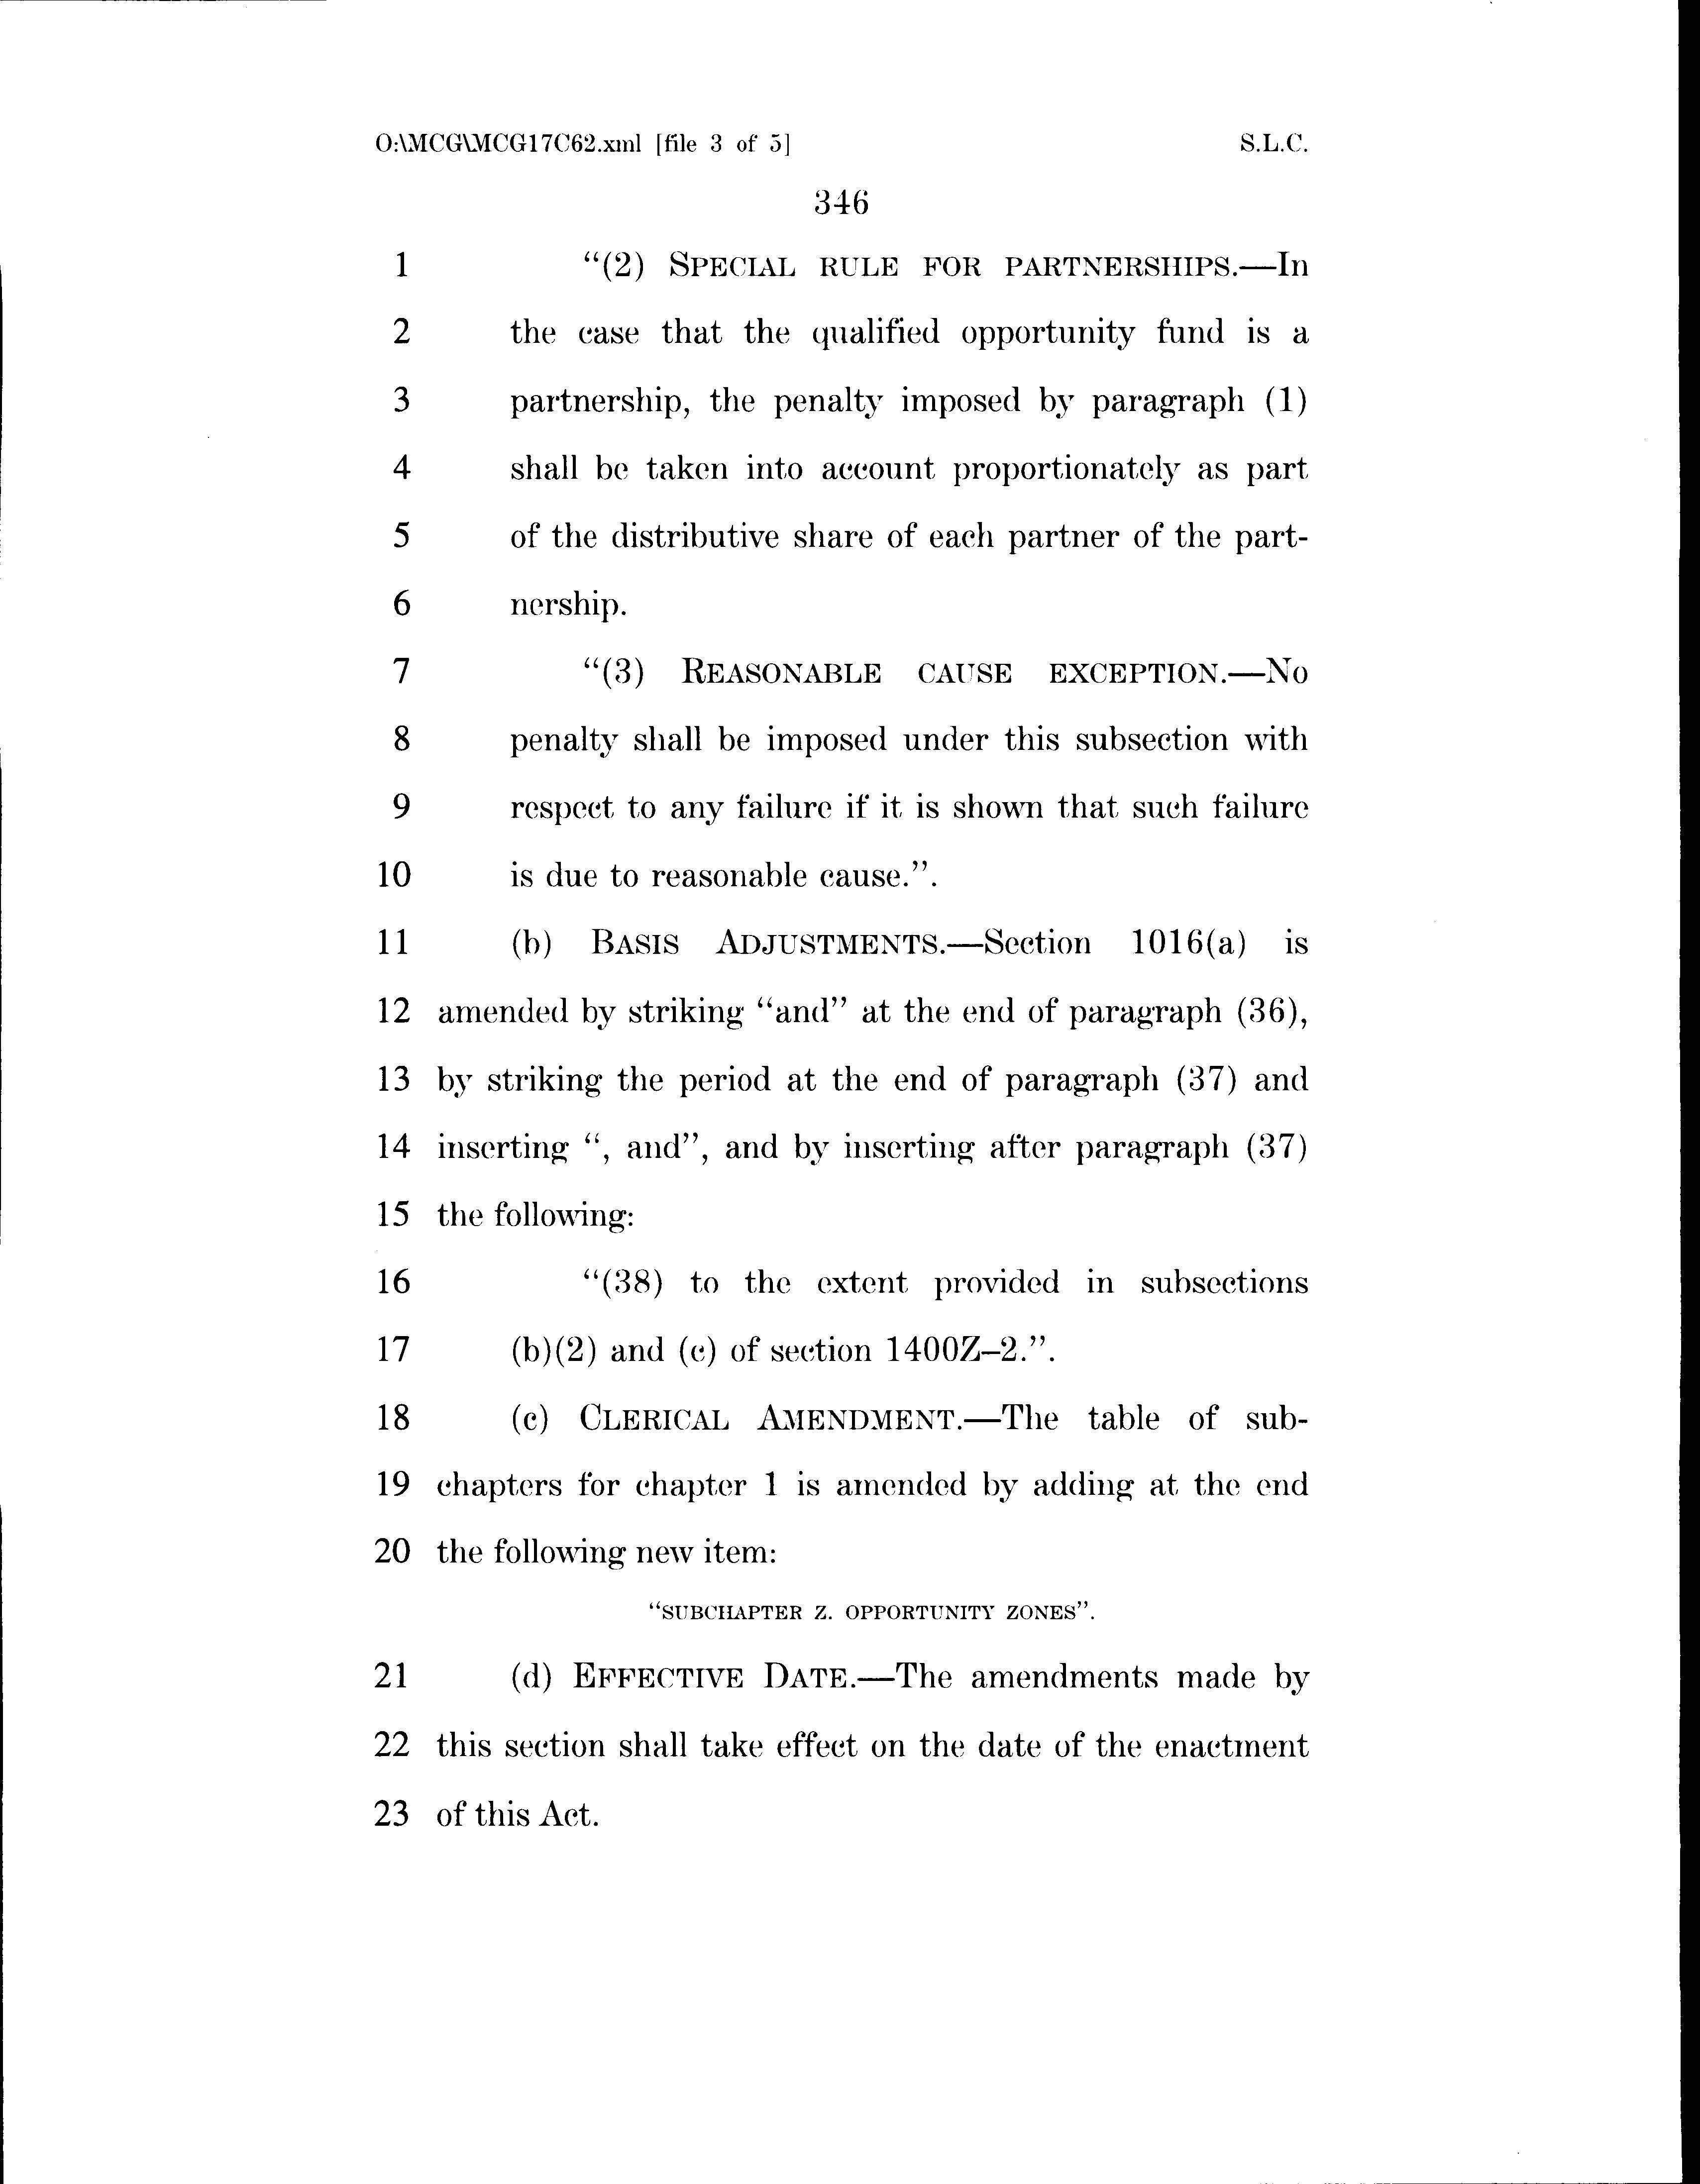 O:\MCG\MCG17C62.xml [file 3 of 5] S.L.C.
346
1 “(2) SPECIAL RULE FOR PARTNERSHIPS.—In
2 the case that the qualified opportunity fund is a
3 partnership, the penalty imposed by paragraph (1)
4 shall be taken into account proportionately as part
5 of the distributive share of each partner of the part-
6 nership.
7 “(3) REASONABLE CAUSE EXCEPTION.—No
8 penalty shall be imposed under this subsection with
9 respect to any failure if it is shown that such failure
10 is due to reasonable cause.”.
11 (b) BASIS ADJUSTMENTS.—Section 1016(a) is
12 amended by striking “and” at the end of paragraph (36),
13 by striking the period at the end of paragraph (37) and
14 inserting “, and”, and by inserting after paragraph (37)
15 the following:
16 “(38) to the extent provided in subsections
17 (b)(2) and (c) of section 1400Z–2.”.
18 (c) CLERICAL AMENDMENT.—The table of sub-
19 chapters for chapter 1 is amended by adding at the end
20 the following new item:
“SUBCHAPTER Z. OPPORTUNITY ZONES”.
21 (d) EFFECTIVE DATE.—The amendments made by
22 this section shall take effect on the date of the enactment
23 of this Act.